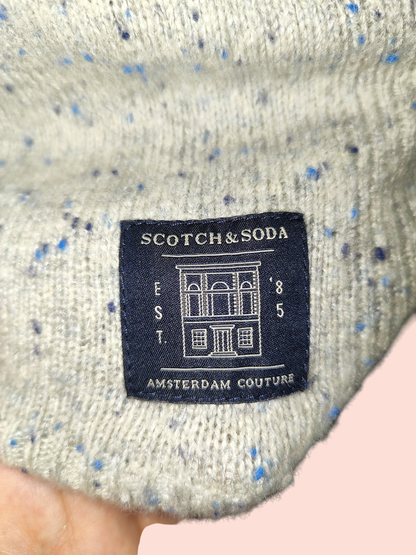 SCOTCH & SODA
EST. '85
AMSTERDAM COUTURE